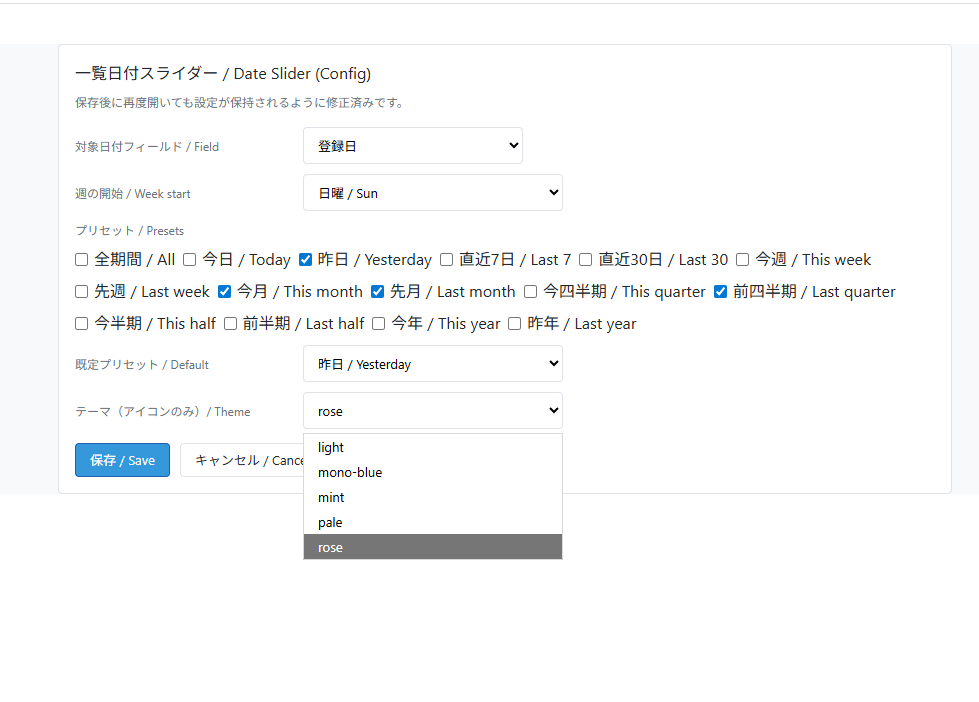 一覧日付スライダー / Date Slider (Config)
保存後に再度開いても設定が保持されるように修正済みです。
対象日付フィールド / Field 登録日
週の開始 / Week start 日曜 / Sun
プリセット / Presets
全期間 / All 今日 / Today 昨日 / Yesterday 直近7日 / Last 7 直近30日 / Last 30 今週 / This week
先週 / Last week 今月 / This month 先月 / Last month 今四半期 / This quarter 前四半期 / Last quarter
今半期 / This half 前半期 / Last half 今年 / This year 昨年 / Last year
既定プリセット / Default 昨日 / Yesterday
テーマ（アイコンのみ）/ Theme rose
light
保存 / Save キャンセル / Cance
mono-blue
mint
pale
rose